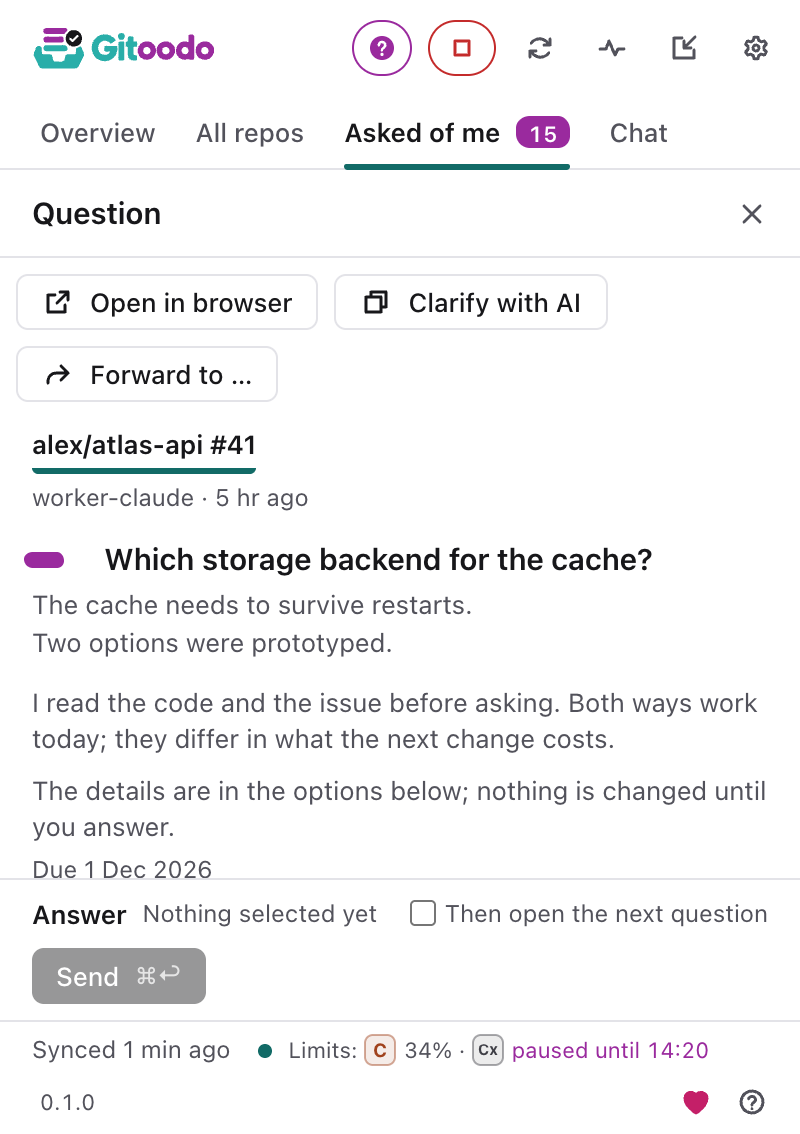 Gitoodo
Overview All repos Asked of me 15 Chat
Question
Open in browser Clarify with AI
Forward to ...
alex/atlas-api #41
worker-claude · 5 hr ago
Which storage backend for the cache?
The cache needs to survive restarts.
Two options were prototyped.
I read the code and the issue before asking. Both ways work
today; they differ in what the next change costs.
The details are in the options below; nothing is changed until
you answer.
Due 1 Dec 2026
Answer Nothing selected yet Then open the next question
Send ⌘↩
Synced 1 min ago Limits: C 34% · Cx paused until 14:20
0.1.0